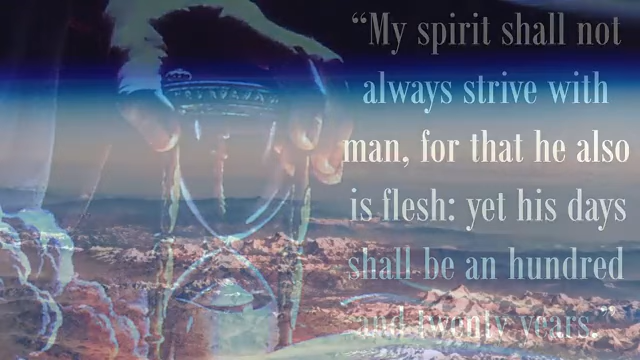 “My spirit shall not
always strive with
man, for that he also
is flesh: yet his days
shall be an hundred
and twenty years.”